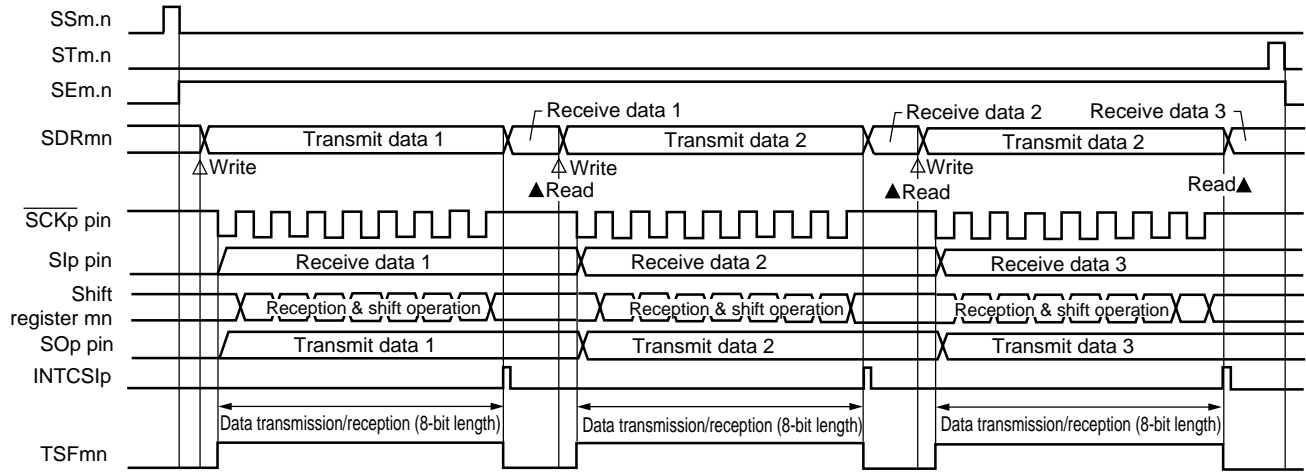 SSm.n
STm.n
SEm.n
Receive data 1
Receive data 2
Receive data 3
SDRmn
Transmit data 1
Transmit data 2
Transmit data 2
Write
Write
Write
Read
Read
Read
SCKp pin
SIp pin
Receive data 1
Receive data 2
Receive data 3
Shift
register mn
Reception & shift operation
Reception & shift operation
Reception & shift operation
SOp pin
Transmit data 1
Transmit data 2
Transmit data 3
INTCSIp
Data transmission/reception (8-bit length)
Data transmission/reception (8-bit length)
Data transmission/reception (8-bit length)
TSFmn